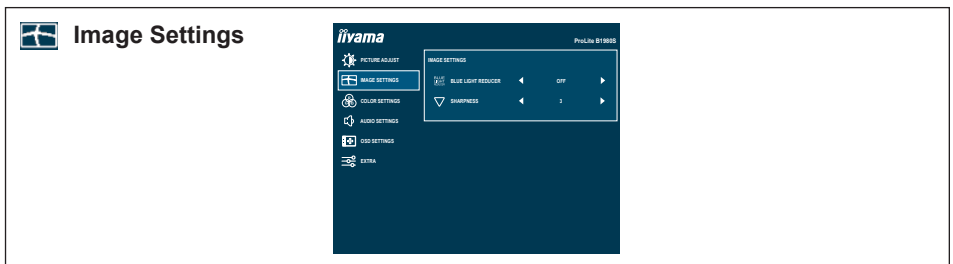 Image Settings
iiyama
ProLite B1980S
PICTURE ADJUST
IMAGE SETTINGS
COLOR SETTINGS
AUDIO SETTINGS
OSD SETTINGS
EXTRA
IMAGE SETTINGS
BLUE LIGHT REDUCER OFF
SHARPNESS 3